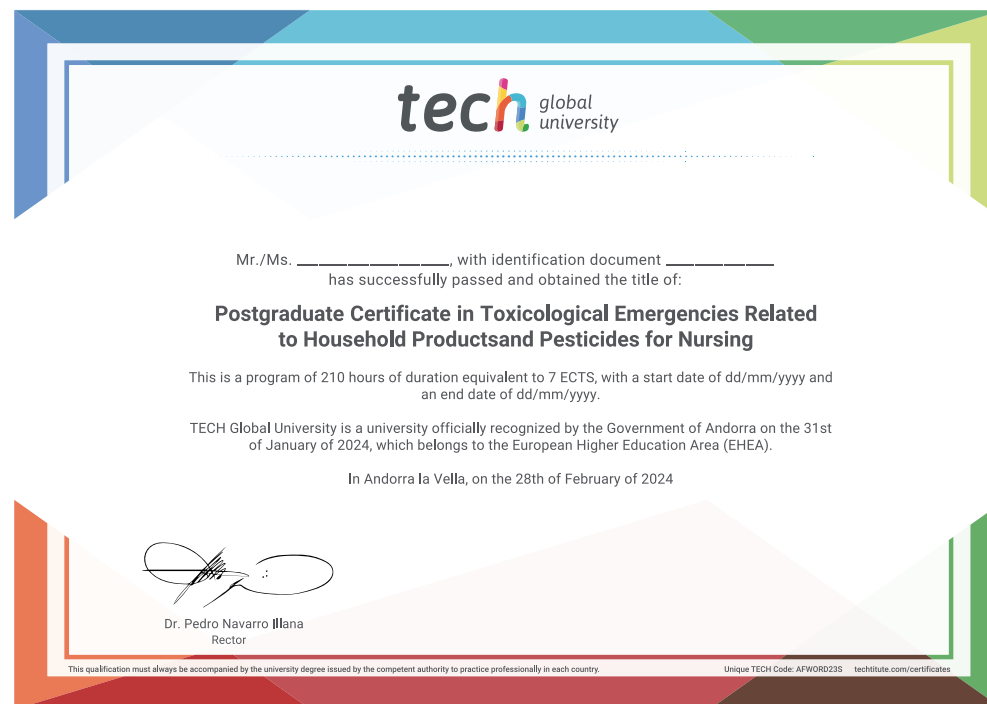 tech global university
Mr./Ms. ___________________, with identification document _____________
has successfully passed and obtained the title of:
Postgraduate Certificate in Toxicological Emergencies Related
to Household Productsand Pesticides for Nursing
This is a program of 210 hours of duration equivalent to 7 ECTS, with a start date of dd/mm/yyyy and
an end date of dd/mm/yyyy.
TECH Global University is a university officially recognized by the Government of Andorra on the 31st
of January of 2024, which belongs to the European Higher Education Area (EHEA).
In Andorra la Vella, on the 28th of February of 2024
Dr. Pedro Navarro Illana
Rector
This qualification must always be accompanied by the university degree issued by the competent authority to practice professionally in each country.
Unique TECH Code: AFWORD23S techtitute.com/certificates